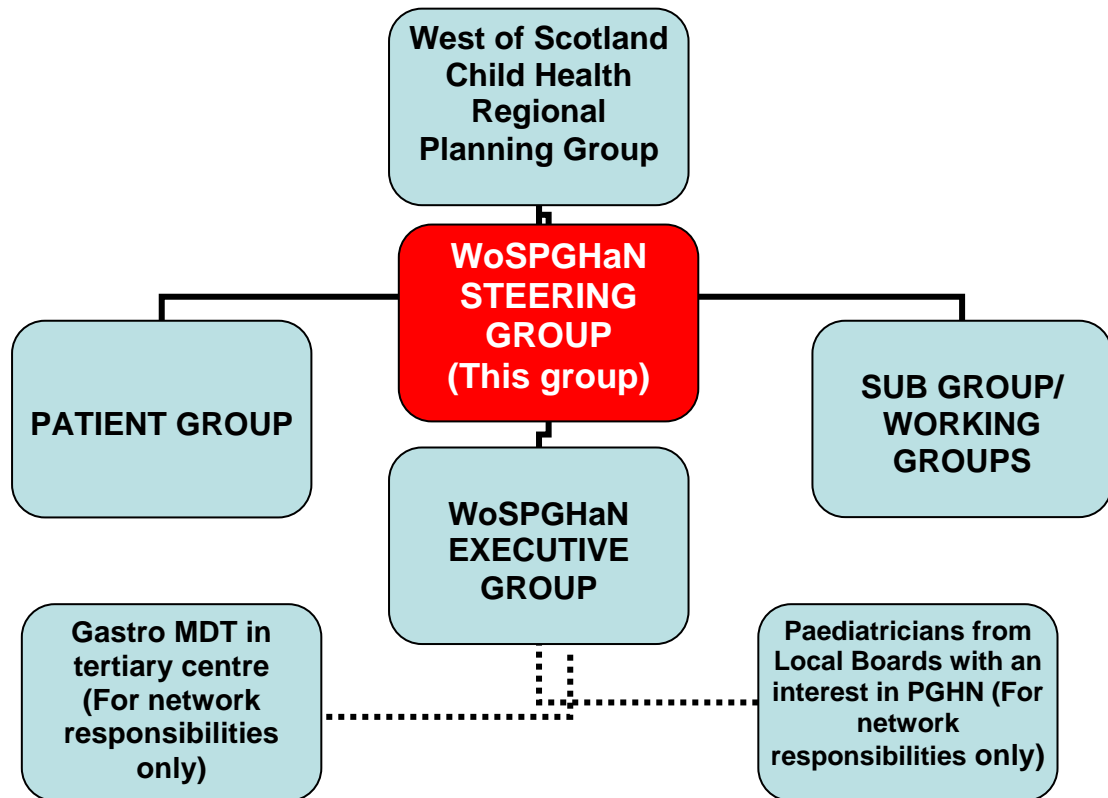 West of Scotland
Child Health
Regional
Planning Group
WoSPGHaN
STEERING
GROUP
(This group)
PATIENT GROUP
SUB GROUP/
WORKING
GROUPS
WoSPGHaN
EXECUTIVE
GROUP
Gastro MDT in
tertiary centre
(For network
responsibilities
only)
Paediatricians from
Local Boards with an
interest in PGHN (For
network
responsibilities only)